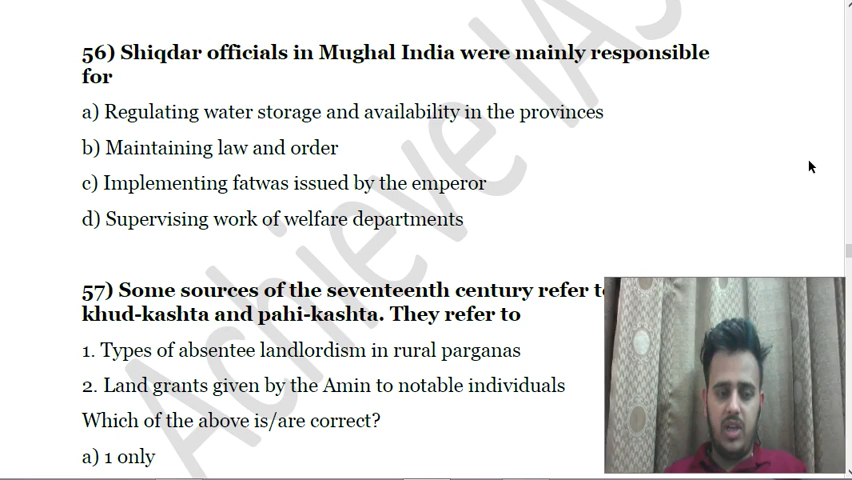 56) Shiqdar officials in Mughal India were mainly responsible
for
a) Regulating water storage and availability in the provinces
b) Maintaining law and order
c) Implementing fatwas issued by the emperor
d) Supervising work of welfare departments
57) Some sources of the seventeenth century refer
khud-kashta and pahi-kashta. They refer to
1. Types of absentee landlordism in rural parganas
2. Land grants given by the Amin to notable individuals
Which of the above is/are correct?
a) 1 only
Achieve IAS